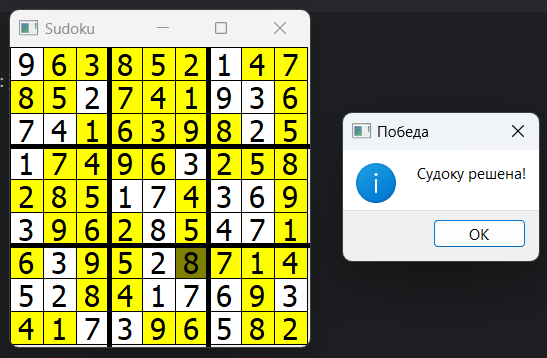 Sudoku
9 6 3 8 5 2 1 4 7
8 5 2 7 4 1 9 3 6
7 4 1 6 3 9 8 2 5
1 7 4 9 6 3 2 5 8
2 8 5 1 7 4 3 6 9
3 9 6 2 8 5 4 7 1
6 3 9 5 2 8 7 1 4
5 2 8 4 1 7 6 9 3
4 1 7 3 9 6 5 8 2
Победа
Судоку решена!
ОК